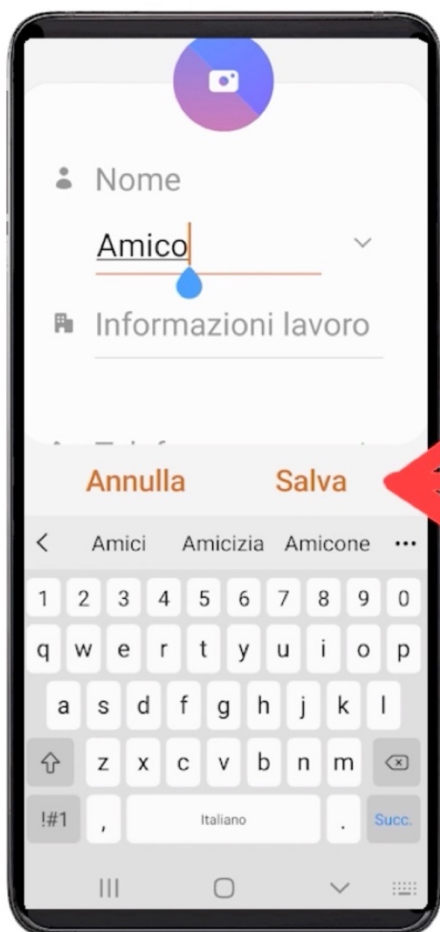 Nome
Amico
Informazioni lavoro
Annulla Salva
Amici Amicizia Amicone
1 2 3 4 5 6 7 8 9 0
q w e r t y u i o p
a s d f g h j k l
z x c v b n m
!#1 , Italiano . Succ.